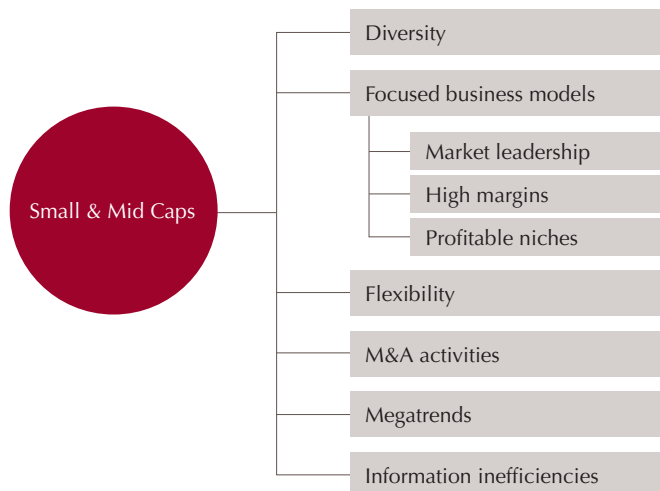 Small & Mid Caps
Diversity
Focused business models
Market leadership
High margins
Profitable niches
Flexibility
M&A activities
Megatrends
Information inefficiencies